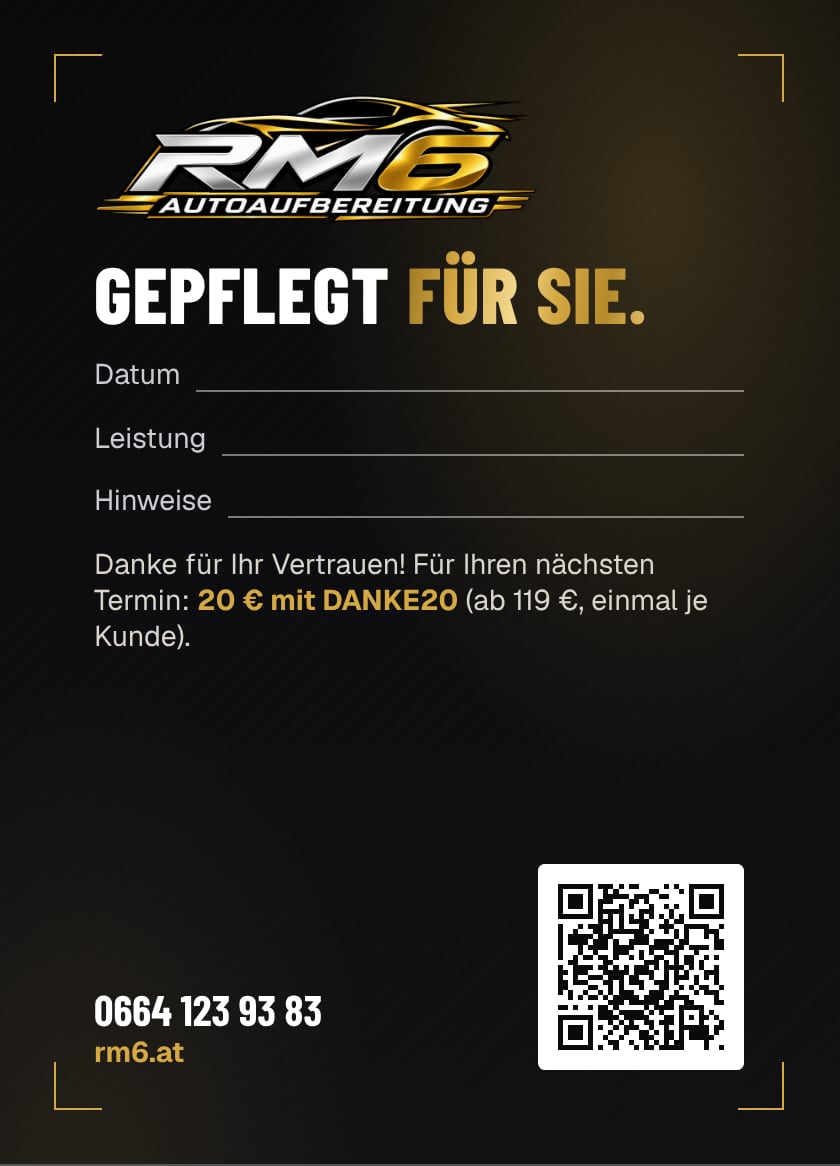 RM6
AUTOAUFBEREITUNG
GEPFLEGT FÜR SIE.
Datum
Leistung
Hinweise
Danke für Ihr Vertrauen! Für Ihren nächsten
Termin: 20 € mit DANKE20 (ab 119 €, einmal je
Kunde).
0664 123 93 83
rm6.at